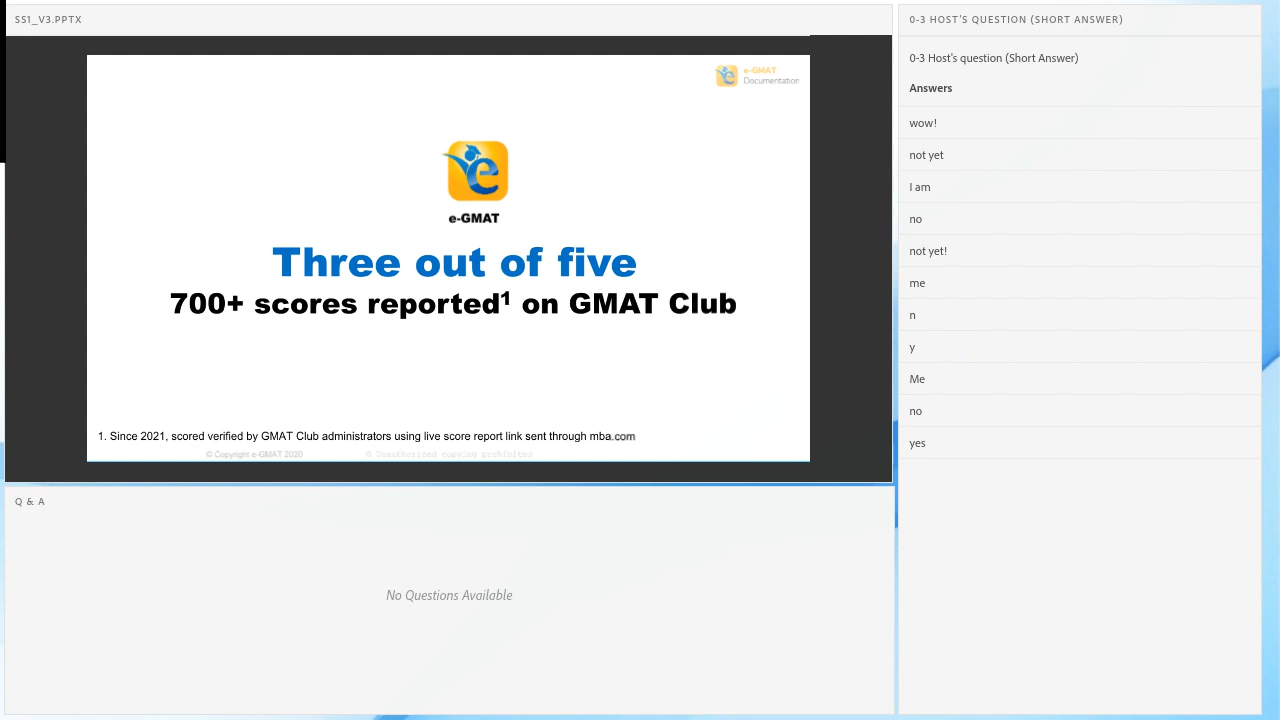 SS1_V3.PPTX
e-GMAT
Documentation
e-GMAT
Three out of five
700+ scores reported¹ on GMAT Club
1. Since 2021, scored verified by GMAT Club administrators using live score report link sent through mba.com
© Copyright e-GMAT 2020
© Unauthorized copying prohibited
Q & A
No Questions Available
0-3 HOST'S QUESTION (SHORT ANSWER)
0-3 Host's question (Short Answer)
Answers
wow!
not yet
I am
no
not yet!
me
n
y
Me
no
yes